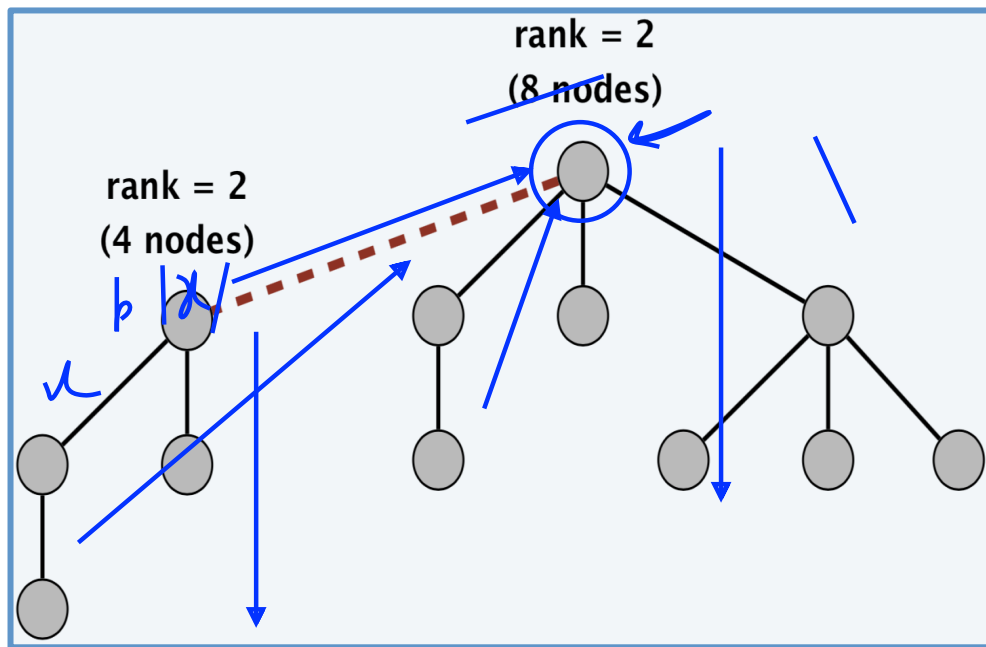 rank = 2
(8 nodes)
rank = 2
(4 nodes)